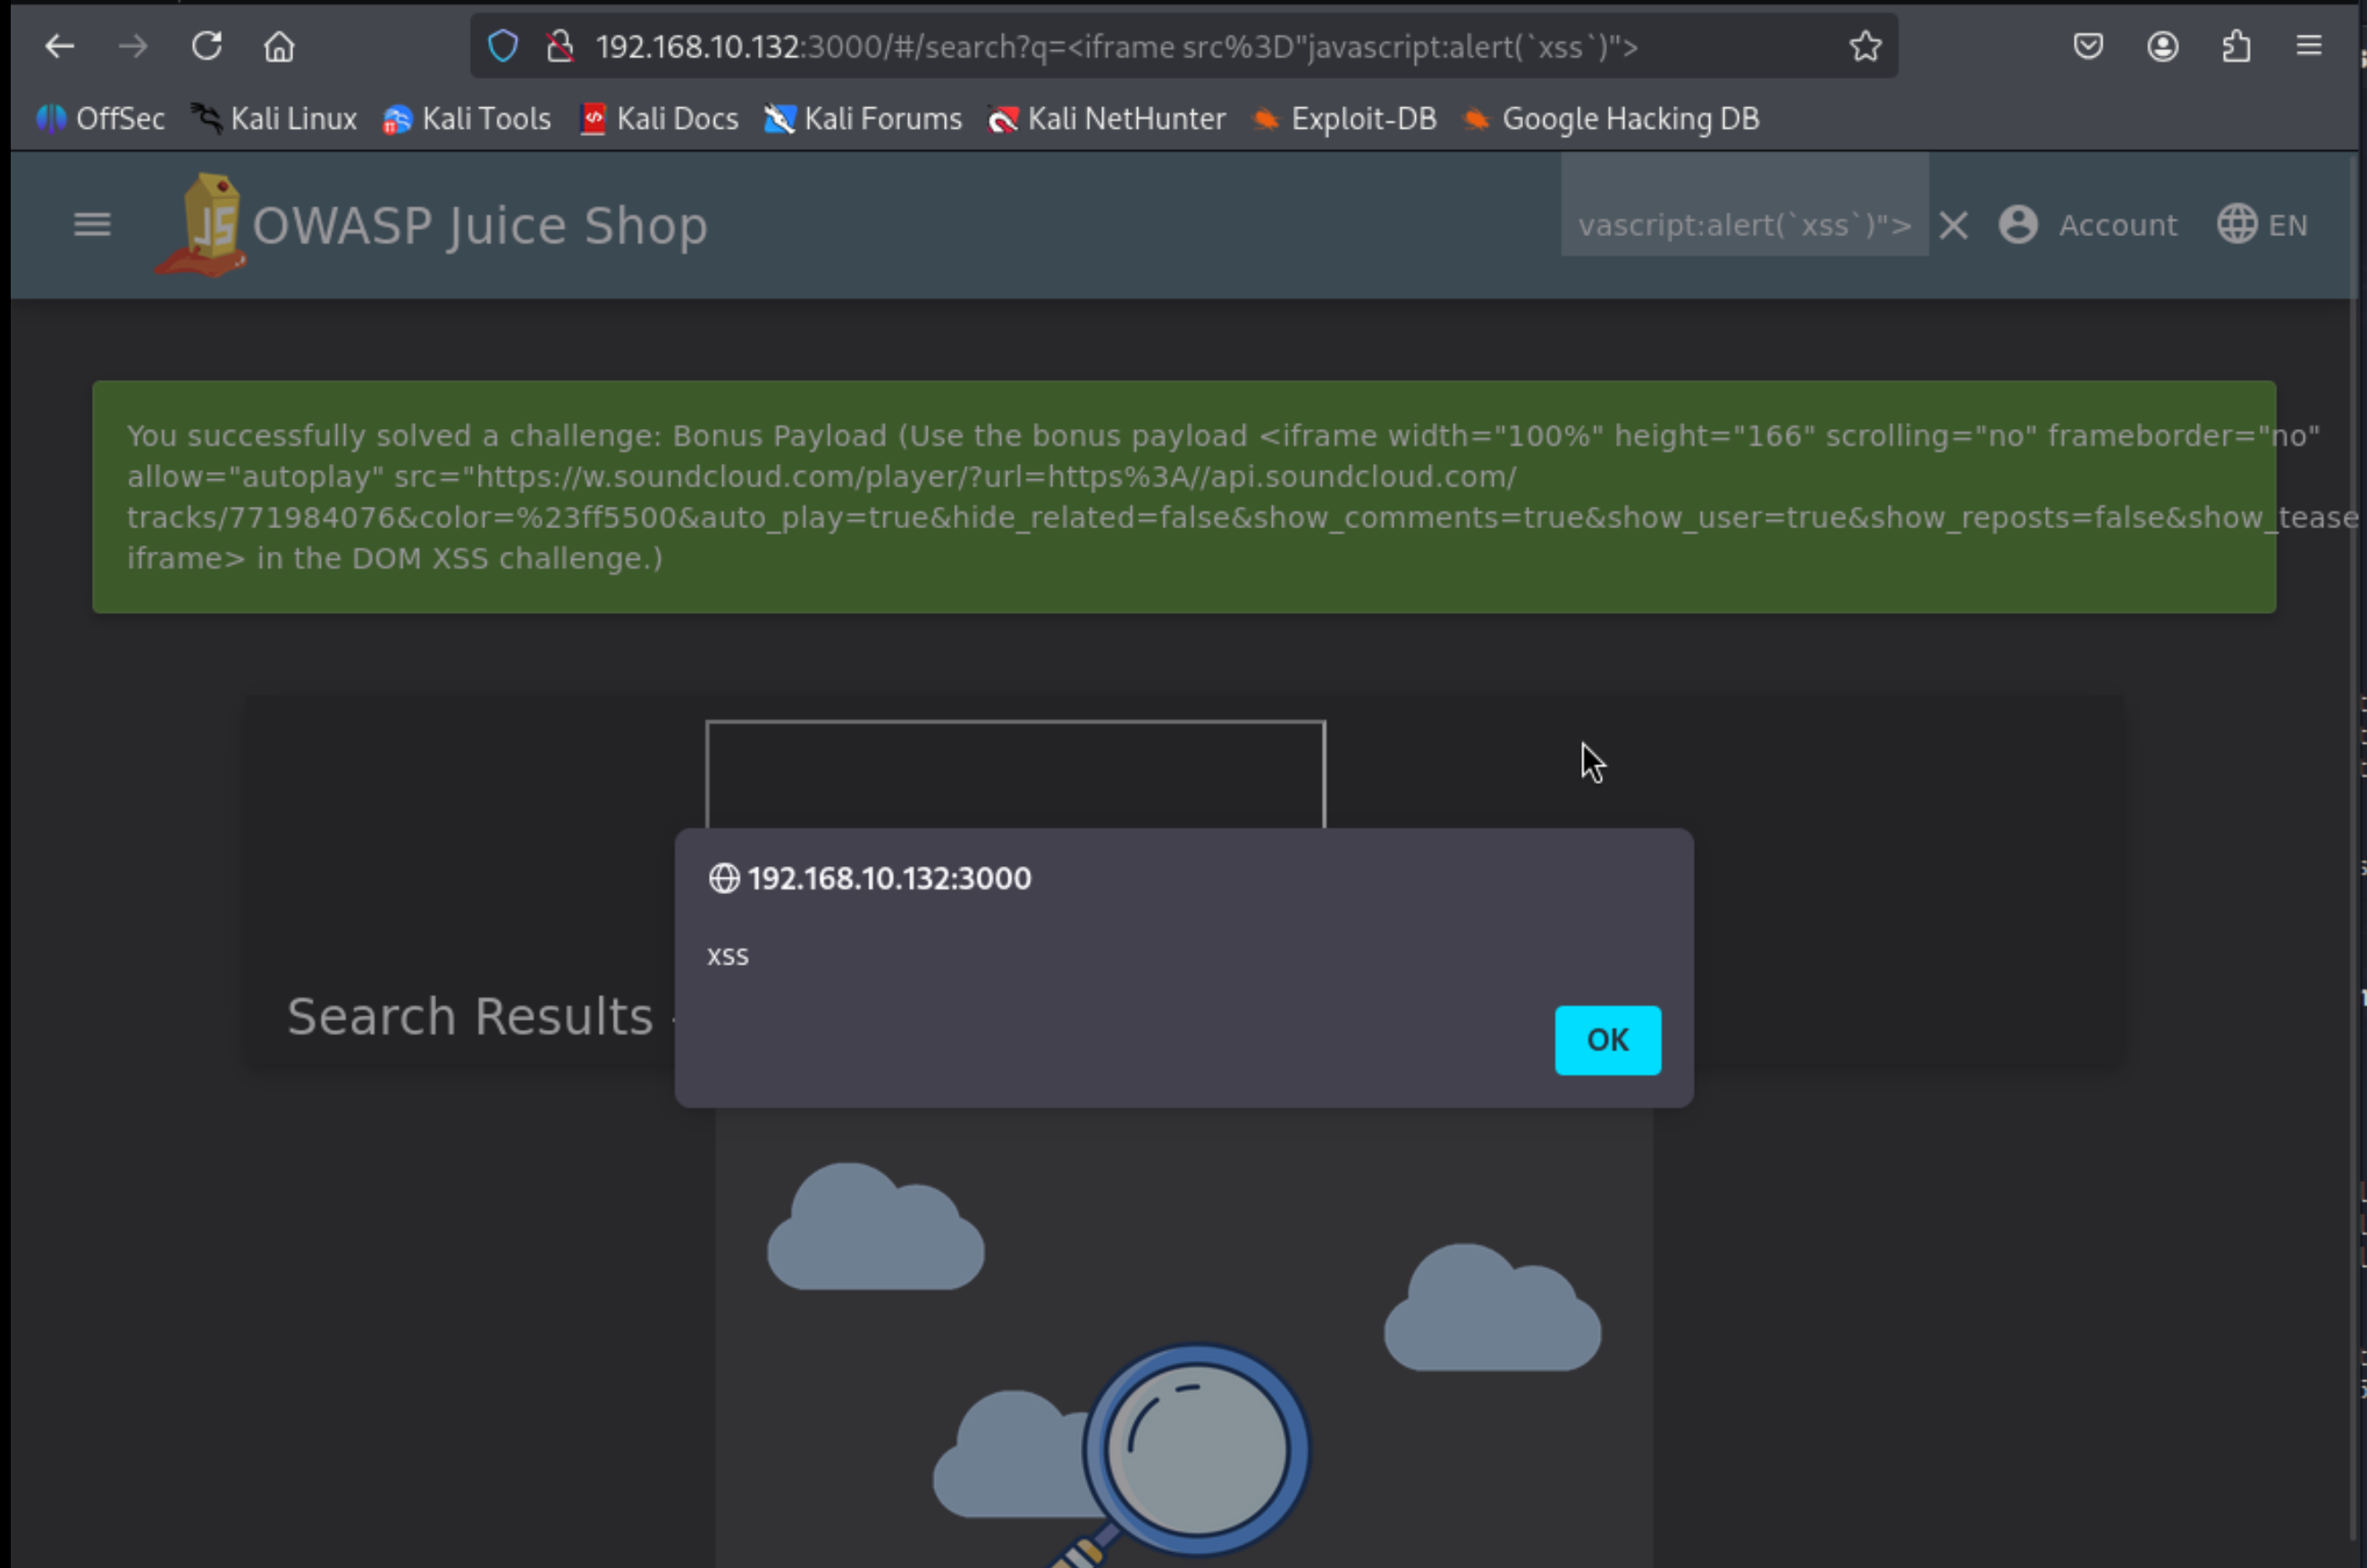 192.168.10.132:3000/#/search?q=<iframe src%3D"javascript:alert(`xss`)">
OffSec Kali Linux Kali Tools Kali Docs Kali Forums Kali NetHunter Exploit-DB Google Hacking DB
JS OWASP Juice Shop vascript:alert(`xss`)"> Account EN
You successfully solved a challenge: Bonus Payload (Use the bonus payload <iframe width="100%" height="166" scrolling="no" frameborder="no"
allow="autoplay" src="https://w.soundcloud.com/player/?url=https%3A//api.soundcloud.com/
tracks/771984076&color=%23ff5500&auto_play=true&hide_related=false&show_comments=true&show_user=true&show_reposts=false&show_tease
iframe> in the DOM XSS challenge.)
192.168.10.132:3000
xss
Search Results -
OK